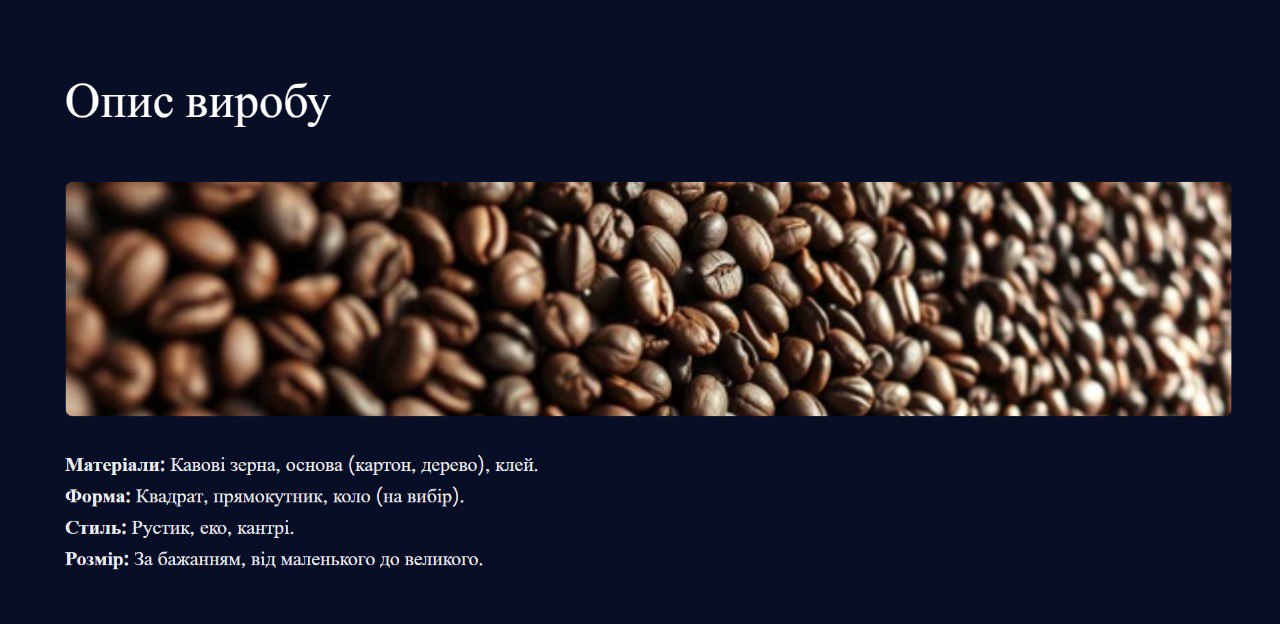 Опис виробу
Матеріали: Кавові зерна, основа (картон, дерево), клей.
Форма: Квадрат, прямокутник, коло (на вибір).
Стиль: Рустик, еко, кантрі.
Розмір: За бажанням, від маленького до великого.